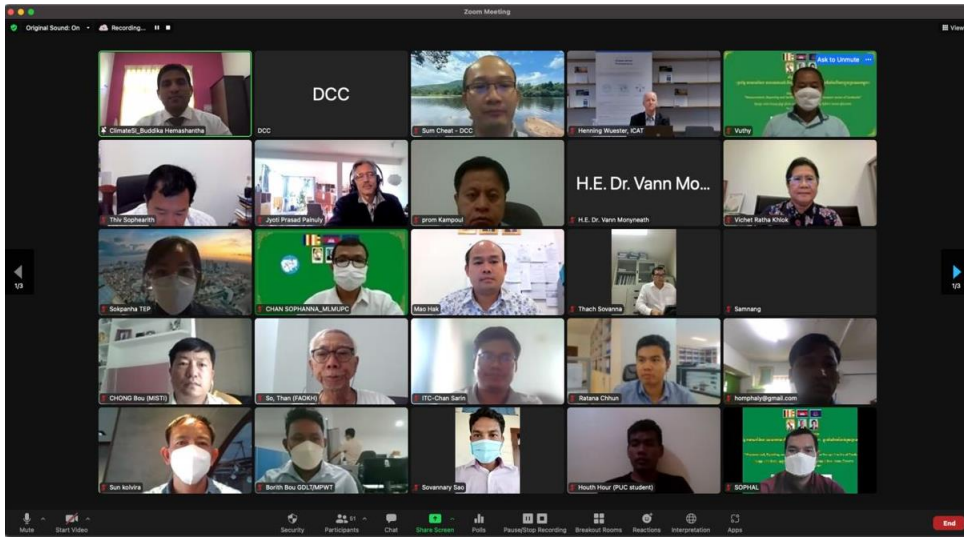 Zoom Meeting
Original Sound: On
Recording...
View
ClimateSI_Buddika Hemashantha
DCC
DCC
Sum Cheat - DCC
Henning Wuester, ICAT
Ask to Unmute
Vuthy
Thiv Sophearith
Jyoti Prasad Painuly
prom Kampoul
H.E. Dr. Vann Mo...
H.E. Dr. Vann Monyneath
Vichet Ratha Khlok
1/3
1/3
Sokpanha TEP
CHAN SOPHANNA_MLMUPC
Mao Hak
Thach Sovanna
Samnang
CHONG Bou (MISTI)
So, Than (FAOKH)
ITC-Chan Sarin
Ratana Chhun
homphaly@gmail.com
Sun kolvira
Borith Bou GDLT/MPWT
Sovannary Sao
Houth Hour (PUC student)
SOPHAL
Mute
Start Video
Security
61
Participants
Chat
Share Screen
Polls
Pause/Stop Recording
Breakout Rooms
Reactions
Interpretation
Apps
End